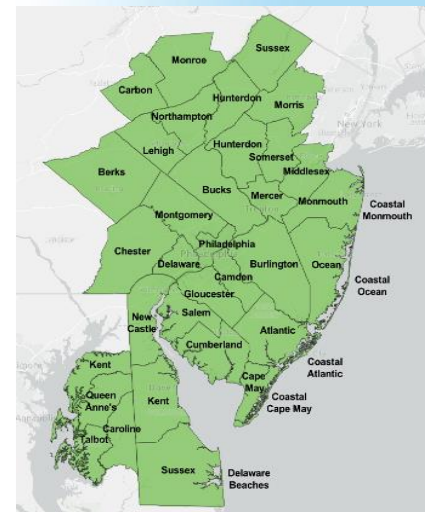 Sussex
Monroe
Carbon
Hunterdon
Morris
Northampton
Hunterdon
Lehigh
Somerset
Berks
Middlesex
Bucks
Mercer
Monmouth
Coastal
Monmouth
Montgomery
Philadelphia
Chester
Delaware
Burlington
Ocean
Camden
Coastal
Ocean
Gloucester
New
Castle
Salem
Atlantic
Cumberland
Coastal
Atlantic
Kent
Cape
May
Coastal
Cape May
Queen
Anne's
Kent
Caroline
Talbot
Sussex
Delaware
Beaches
New York